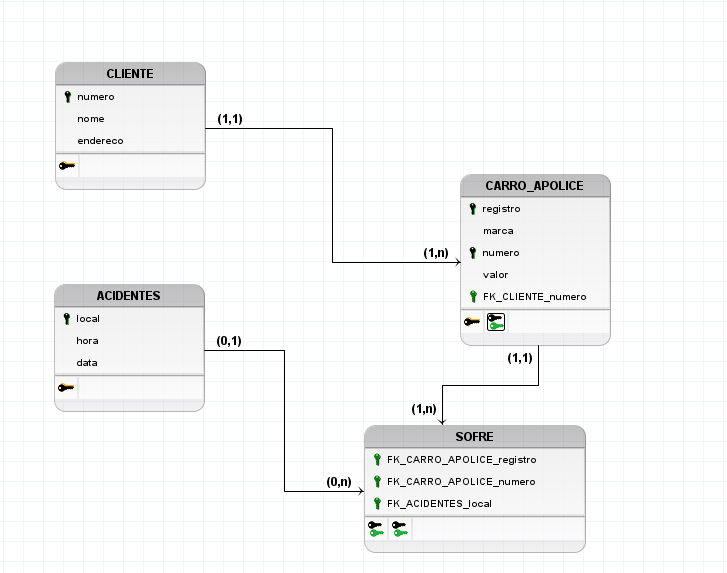 CLIENTE
numero
nome
endereco
(1,1)
(1,n)
CARRO_APOLICE
registro
marca
numero
valor
FK_CLIENTE_numero
ACIDENTES
local
hora
data
(0,1)
(0,n)
(1,1)
(1,n)
SOFRE
FK_CARRO_APOLICE_registro
FK_CARRO_APOLICE_numero
FK_ACIDENTES_local